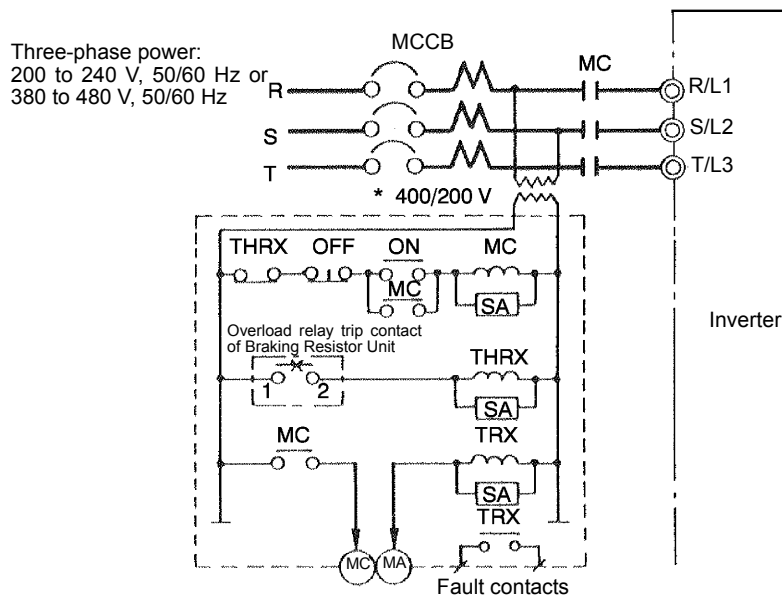 Three-phase power:
200 to 240 V, 50/60 Hz or
380 to 480 V, 50/60 Hz
MCCB
MC
R
R/L1
S
S/L2
T
T/L3
* 400/200 V
THRX OFF ON MC
MC
SA
Overload relay trip contact
of Braking Resistor Unit
THRX
1 2
SA
Inverter
MC
TRX
SA
TRX
MC MA
Fault contacts